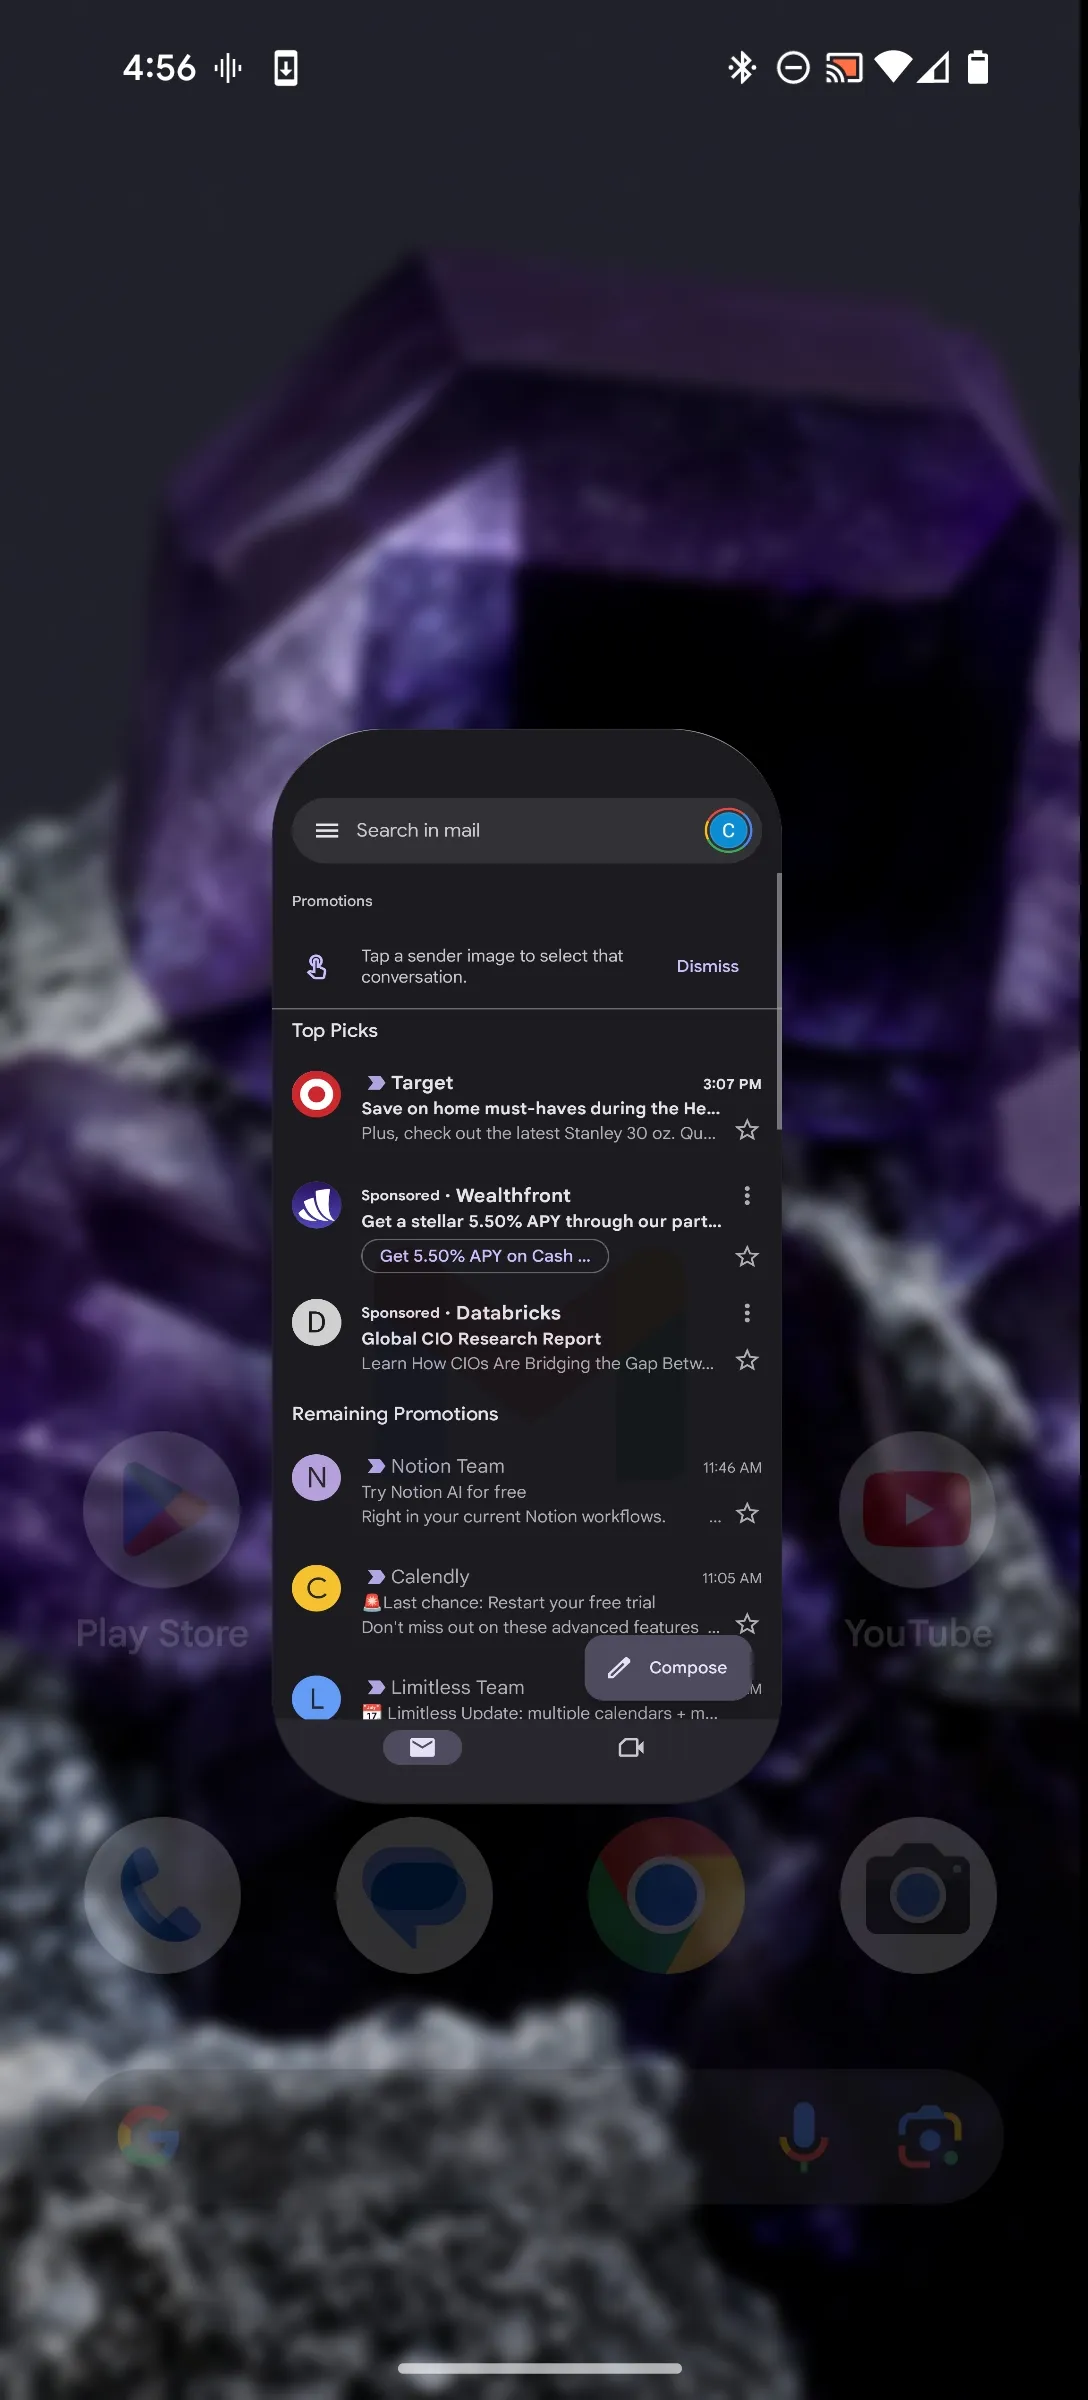 4:56
Search in mail
C
Promotions
Tap a sender image to select that
conversation.
Dismiss
Top Picks
Target
3:07 PM
Save on home must-haves during the He...
Plus, check out the latest Stanley 30 oz. Qu...
Sponsored · Wealthfront
Get a stellar 5.50% APY through our part...
Get 5.50% APY on Cash ...
D
Sponsored · Databricks
Global CIO Research Report
Learn How CIOs Are Bridging the Gap Betw...
Remaining Promotions
N
Notion Team
11:46 AM
Try Notion AI for free
Right in your current Notion workflows. ...
C
Calendly
11:05 AM
🚨Last chance: Restart your free trial
Don't miss out on these advanced features ...
Play Store
YouTube
Compose
L
Limitless Team
M
📅 Limitless Update: multiple calendars + m...
G